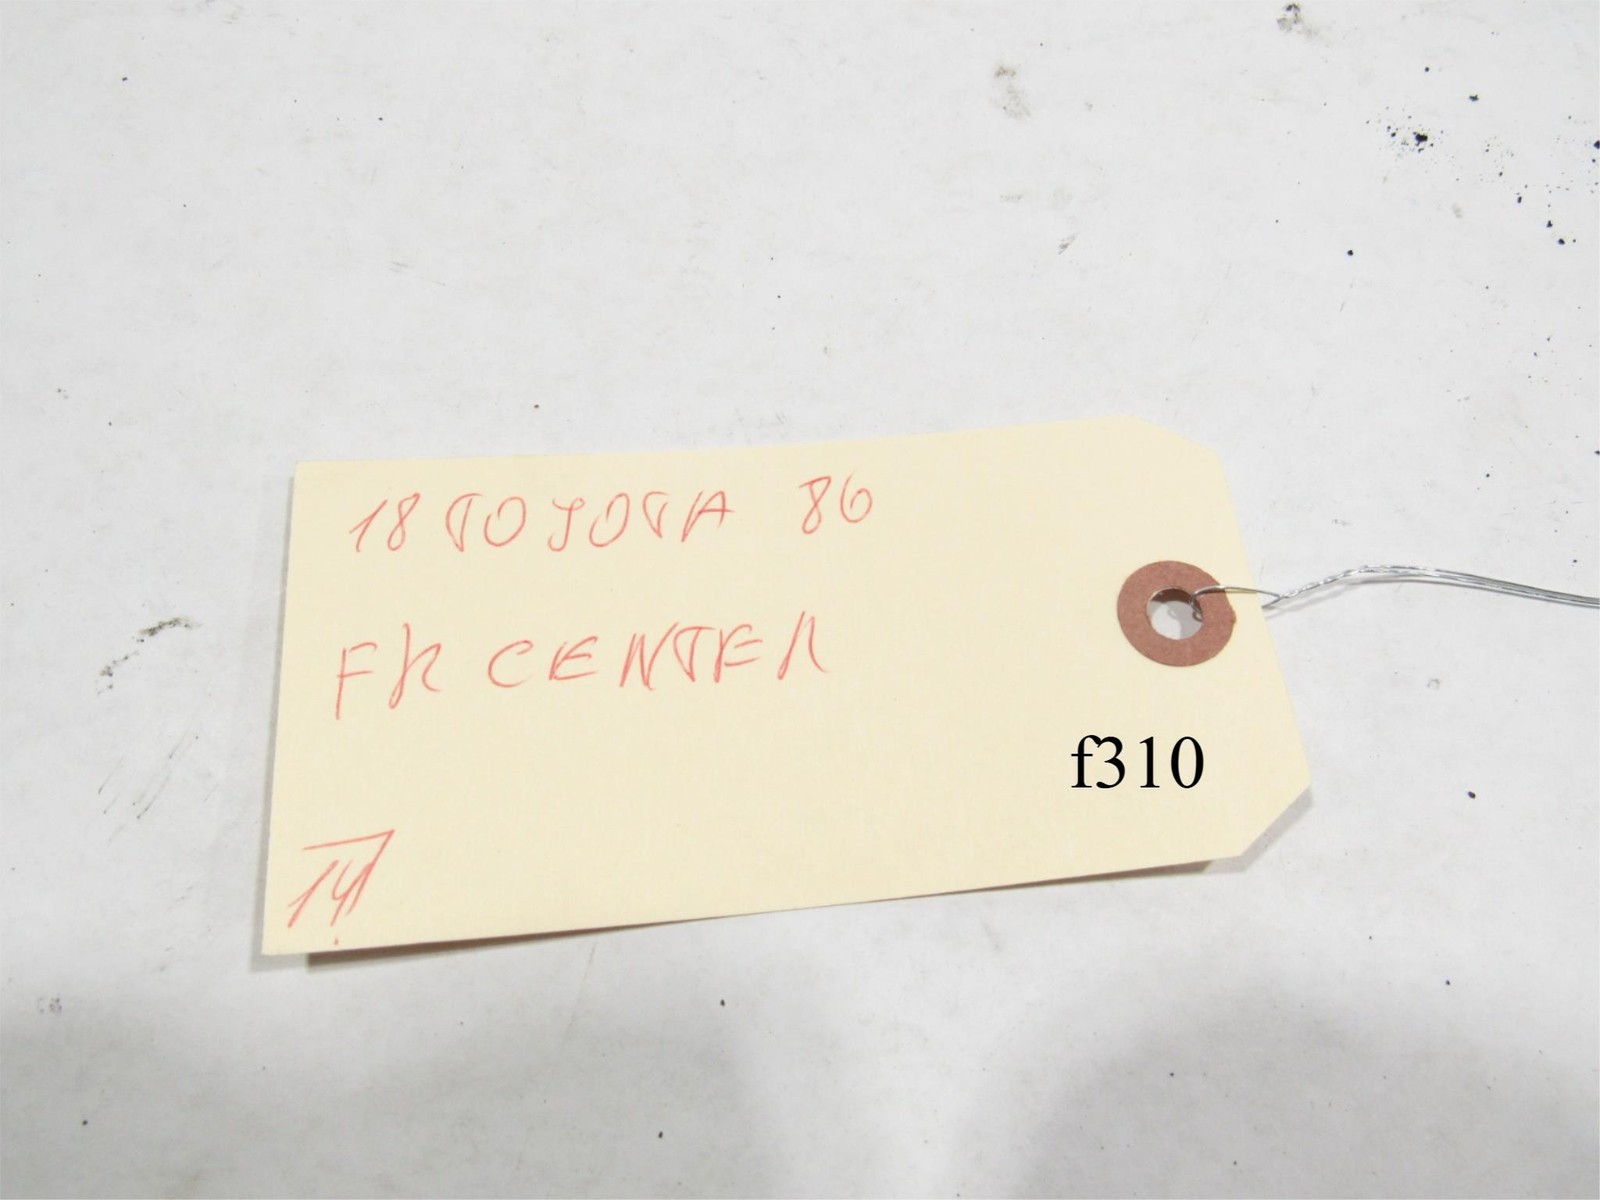 18 TOYOTA 86
FR CENTER
f310
14